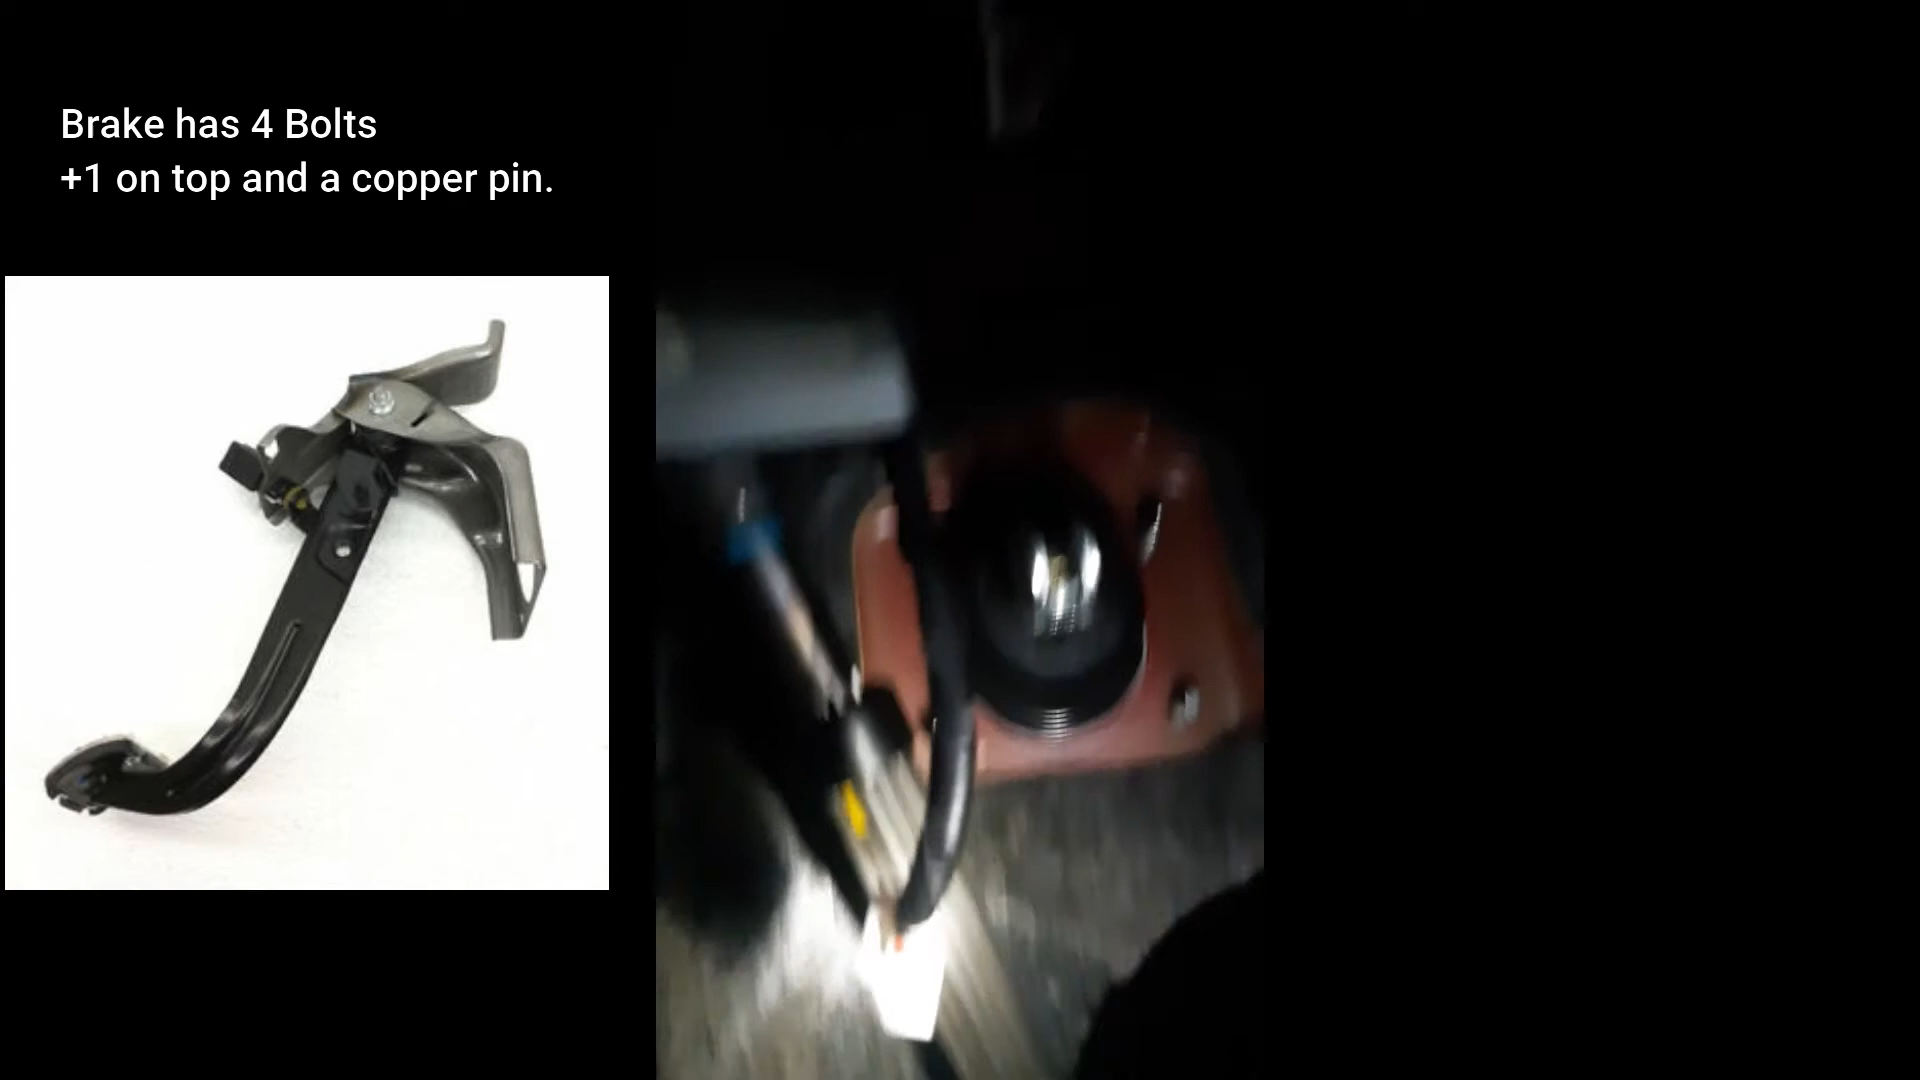 Brake has 4 Bolts
+1 on top and a copper pin.